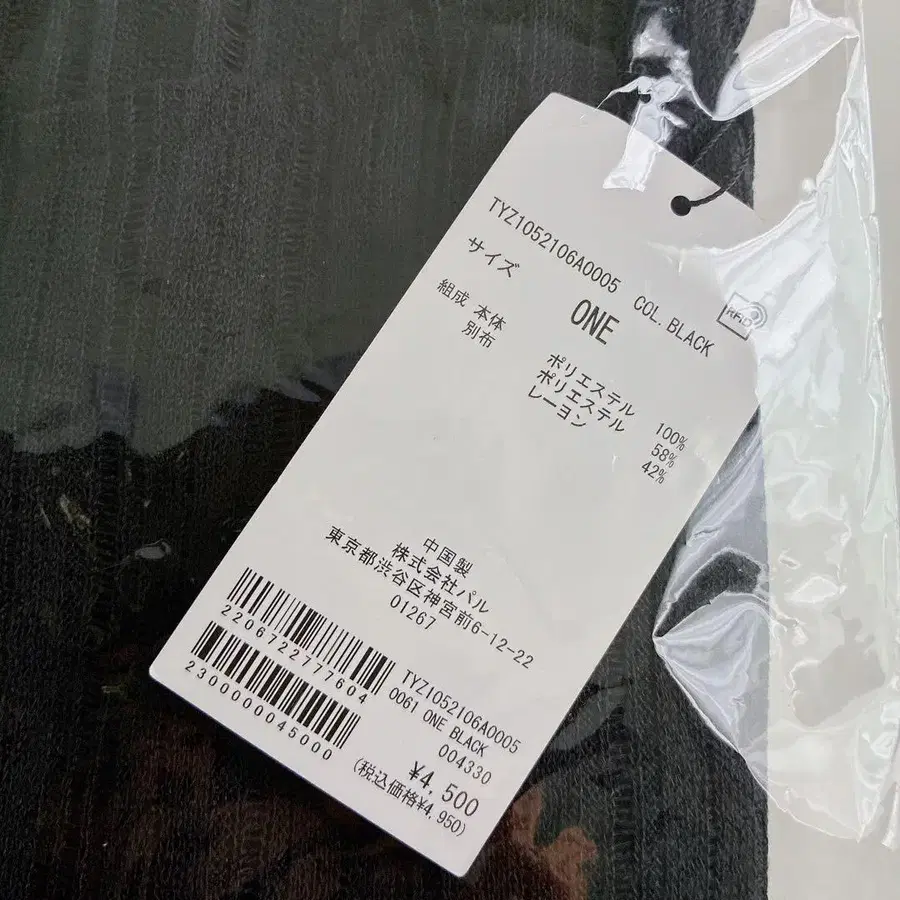 TYZ1052106A0005 COL.BLACK
RFID
サイズ ONE
組成 本体 ポリエステル 100%
別布 ポリエステル 58%
レーヨン 42%
中国製
株式会社パル
東京都渋谷区神宮前6-12-22
01267
2206722777604
TYZ1052106A0005
0061 ONE BLACK
004330
2300000045000
¥4,500
(税込価格¥4,950)